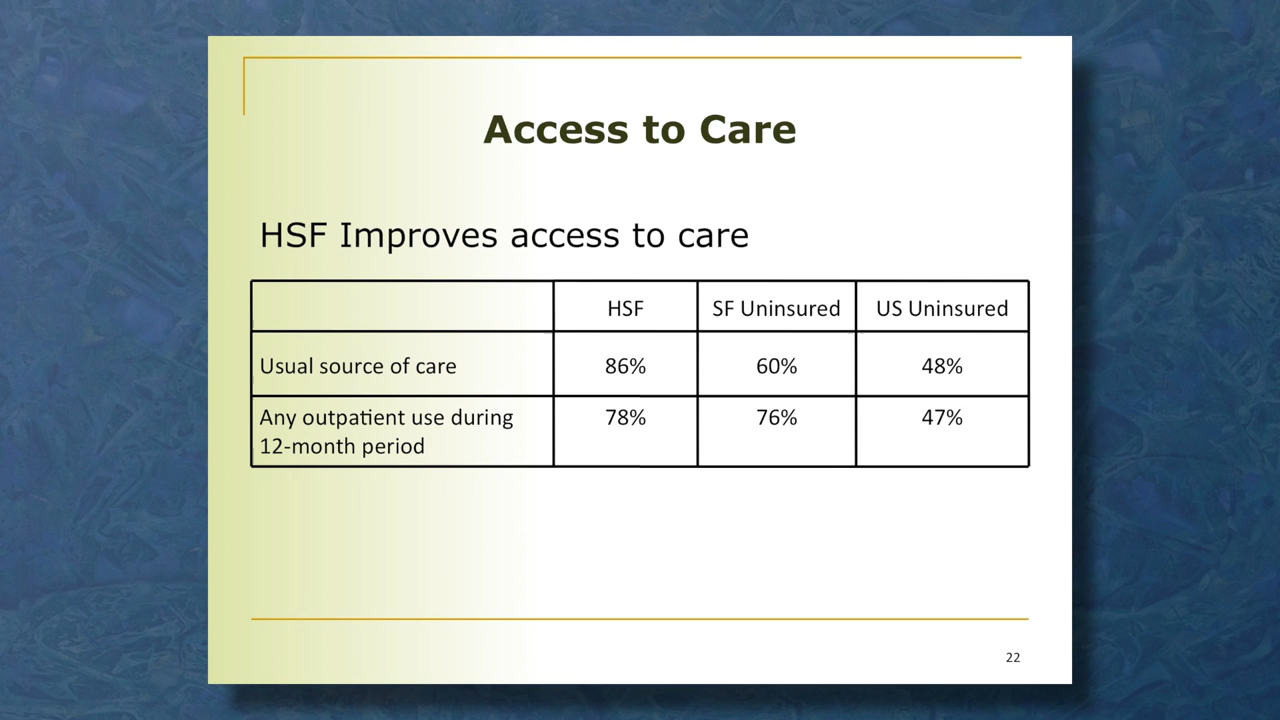 Access to Care
HSF Improves access to care
HSF SF Uninsured US Uninsured
Usual source of care 86% 60% 48%
Any outpatient use during 78% 76% 47%
12-month period
22